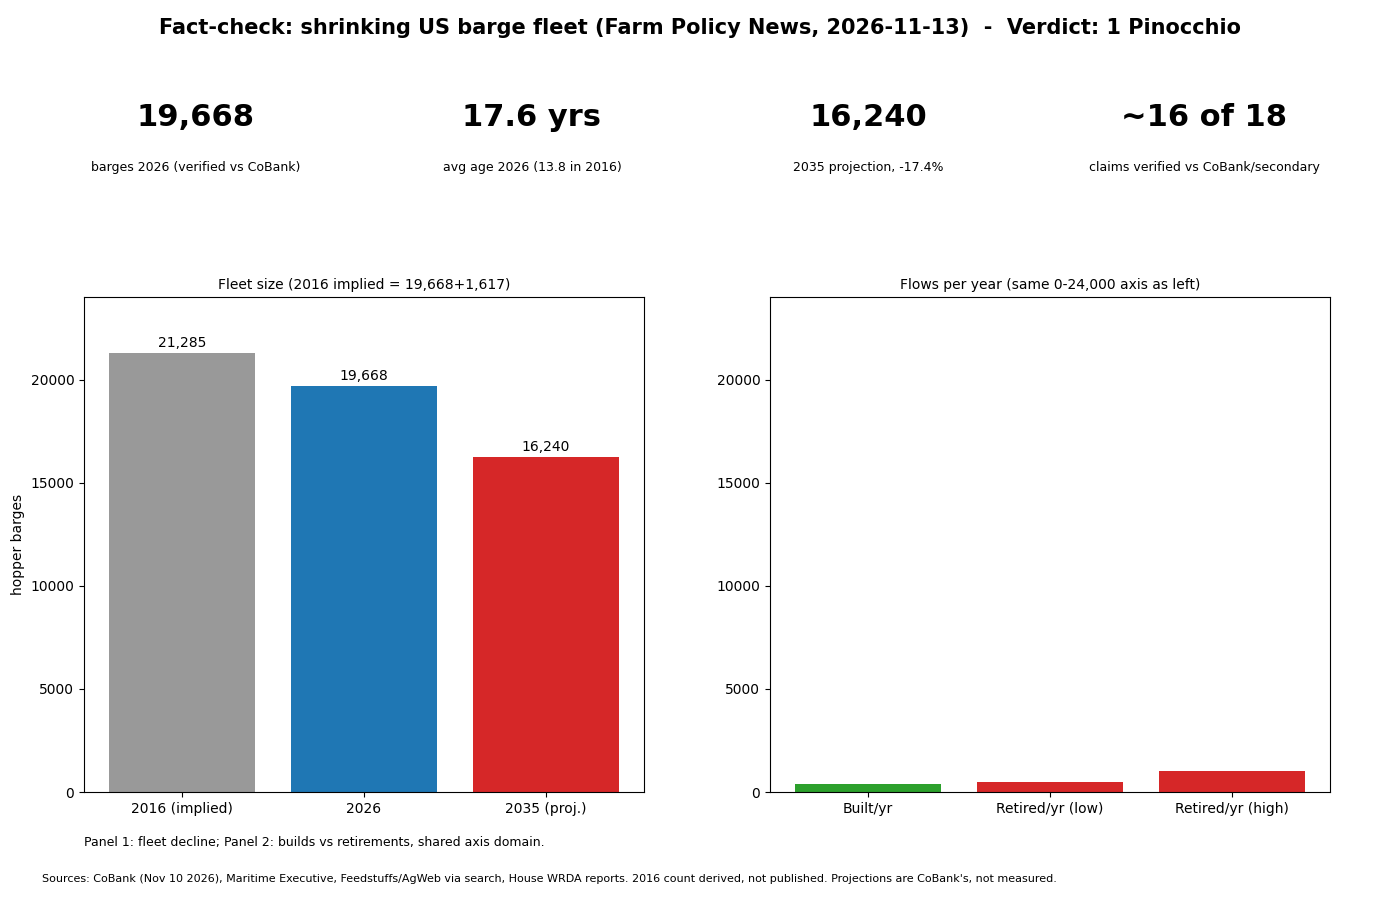 Fact-check: shrinking US barge fleet (Farm Policy News, 2026-11-13)  -  Verdict: 1 Pinocchio
19,668
barges 2026 (verified vs CoBank)
17.6 yrs
avg age 2026 (13.8 in 2016)
16,240
2035 projection, -17.4%
~16 of 18
claims verified vs CoBank/secondary
Fleet size (2016 implied = 19,668+1,617)
hopper barges
20000
15000
10000
5000
0
21,285
19,668
16,240
2016 (implied)
2026
2035 (proj.)
Flows per year (same 0-24,000 axis as left)
20000
15000
10000
5000
0
Built/yr
Retired/yr (low)
Retired/yr (high)
Panel 1: fleet decline; Panel 2: builds vs retirements, shared axis domain.
Sources: CoBank (Nov 10 2026), Maritime Executive, Feedstuffs/AgWeb via search, House WRDA reports. 2016 count derived, not published. Projections are CoBank's, not measured.